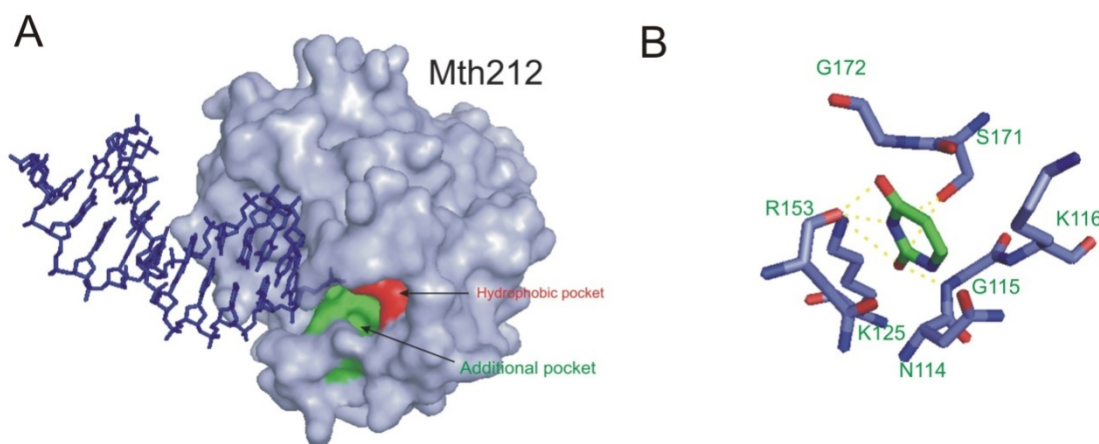 A
Mth212
Hydrophobic pocket
Additional pocket
B
G172
S171
R153
K116
G115
K125
N114